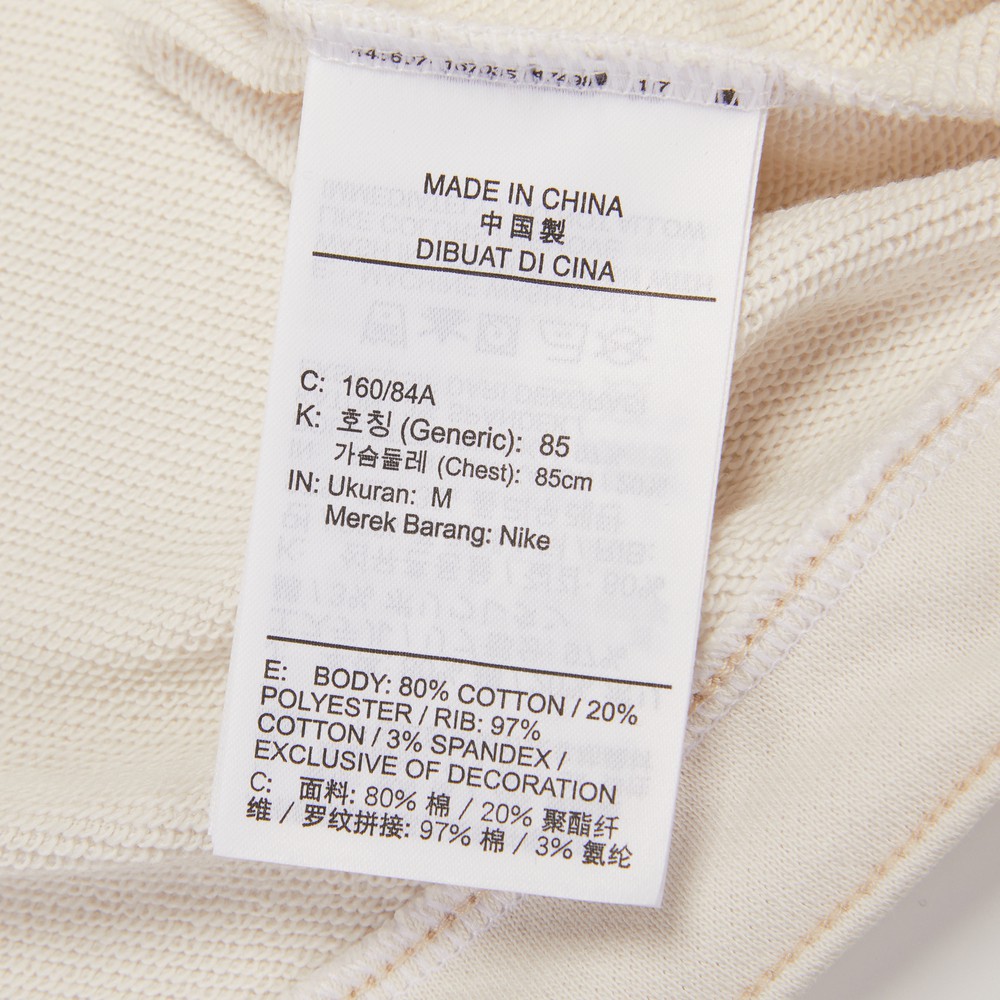 MADE IN CHINA
中国製
DIBUAT DI CINA
C: 160/84A
K: 호칭 (Generic): 85
가슴둘레 (Chest): 85cm
IN: Ukuran: M
Merek Barang: Nike
E: BODY: 80% COTTON / 20%
POLYESTER / RIB: 97%
COTTON / 3% SPANDEX /
EXCLUSIVE OF DECORATION
C: 面料: 80% 棉 / 20% 聚酯纤
维 / 罗纹拼接: 97% 棉 / 3% 氨纶